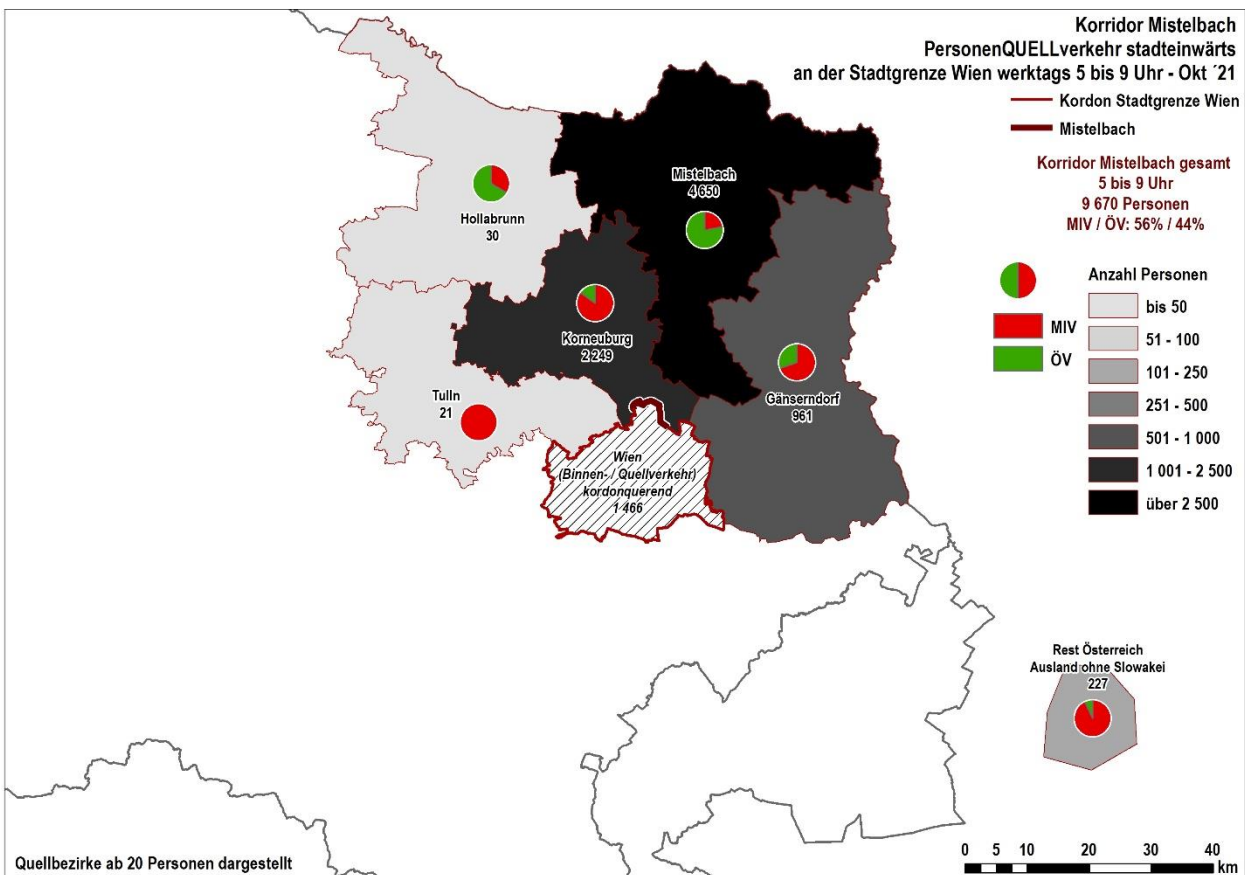 Korridor Mistelbach
PersonenQUELLverkehr stadteinwärts
an der Stadtgrenze Wien werktags 5 bis 9 Uhr - Okt ´21
Kordon Stadtgrenze Wien
Mistelbach
Korridor Mistelbach gesamt
5 bis 9 Uhr
9 670 Personen
MIV / ÖV: 56% / 44%
MIV
ÖV
Anzahl Personen
bis 50
51 - 100
101 - 250
251 - 500
501 - 1 000
1 001 - 2 500
über 2 500
Mistelbach
4 650
Hollabrunn
30
Korneuburg
2 249
Gänserndorf
961
Tulln
21
Wien
(Binnen- / Quellverkehr)
kordonquerend
1 466
Rest Österreich
Ausland ohne Slowakei
227
Quellbezirke ab 20 Personen dargestellt
0 5 10 20 30 40
km